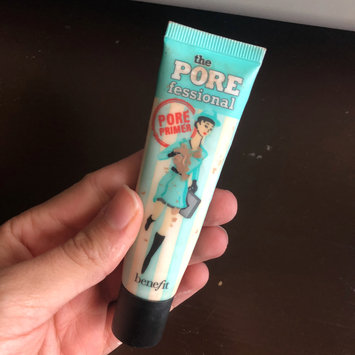 the
PORE
fessional
PORE
PRIMER
benefit